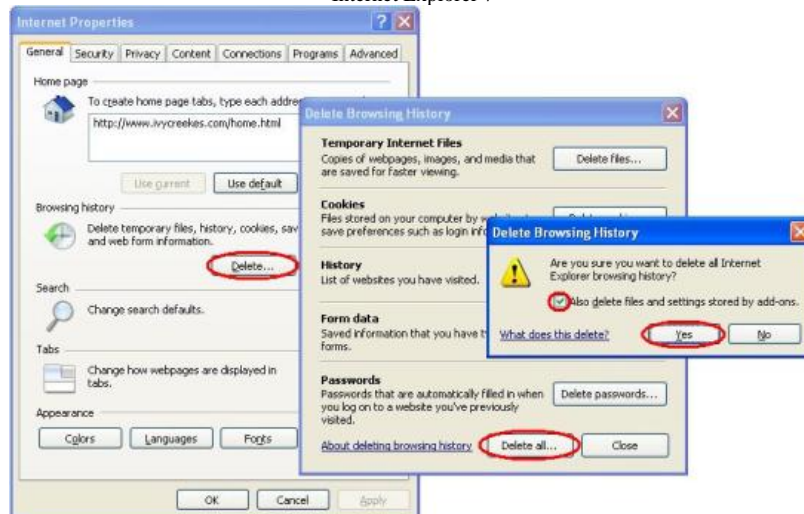 Internet Properties
General Security Privacy Content Connections Programs Advanced
Home page
To create home page tabs, type each
http://www.ivycreekes.com/home.html
Use current Use default
Browsing history
Delete temporary files, history, cookies,
and web form information.
Delete...
Search
Change search defaults.
Tabs
Change how webpages are displayed in
tabs.
Appearance
Colors Languages Fonts
OK Cancel Apply
Delete Browsing History
Temporary Internet Files
Copies of webpages, images, and media that
are saved for faster viewing.
Delete files...
Cookies
Files stored on your computer by
save preferences such as login
History
List of websites you have visited.
Form data
Saved information that you have
forms.
Passwords
Passwords that are automatically filled in when
you log on to a website you've previously
visited.
Delete passwords...
About deleting browsing history Delete all... Close
Delete Browsing History
Are you sure you want to delete all Internet
Explorer browsing history?
Also delete files and settings stored by add-ons.
What does this delete? Yes No